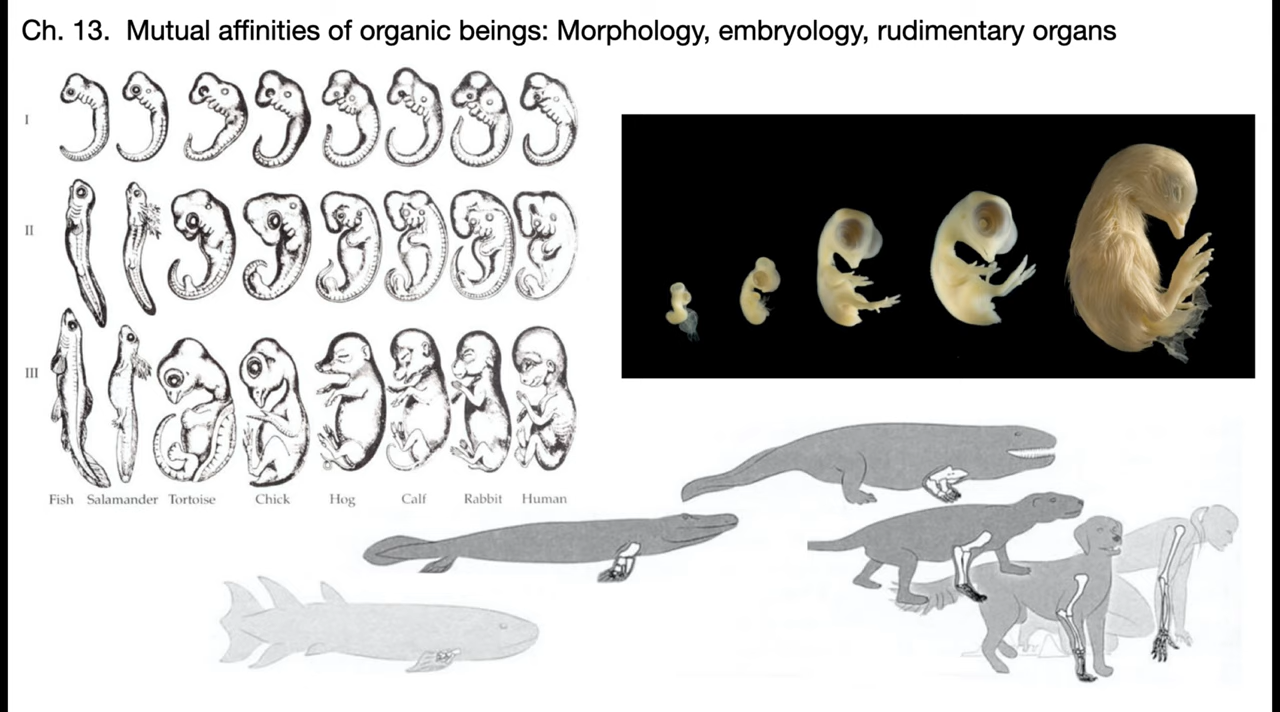 Ch. 13. Mutual affinities of organic beings: Morphology, embryology, rudimentary organs
I
II
III
Fish Salamander Tortoise Chick Hog Calf Rabbit Human